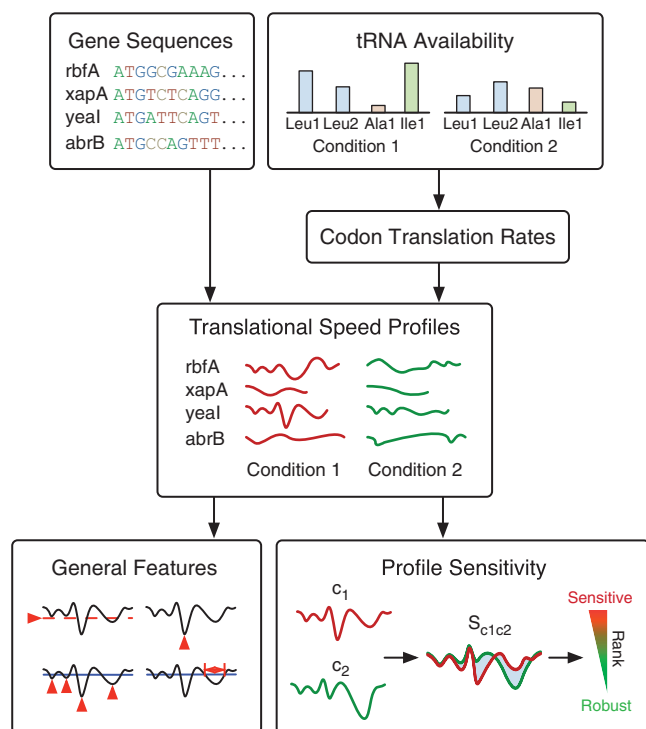 Gene Sequences
rbfA ATGGCGAAAG...
xapA ATGTCTCAGG...
yeaI ATGATTCAGT...
abrB ATGCCAGTTT...
tRNA Availability
Leu1 Leu2 Ala1 Ile1
Condition 1
Leu1 Leu2 Ala1 Ile1
Condition 2
Codon Translation Rates
Translational Speed Profiles
rbfA
xapA
yeaI
abrB
Condition 1 Condition 2
General Features
Profile Sensitivity
c1
c2
Sc1c2
Sensitive
Rank
Robust